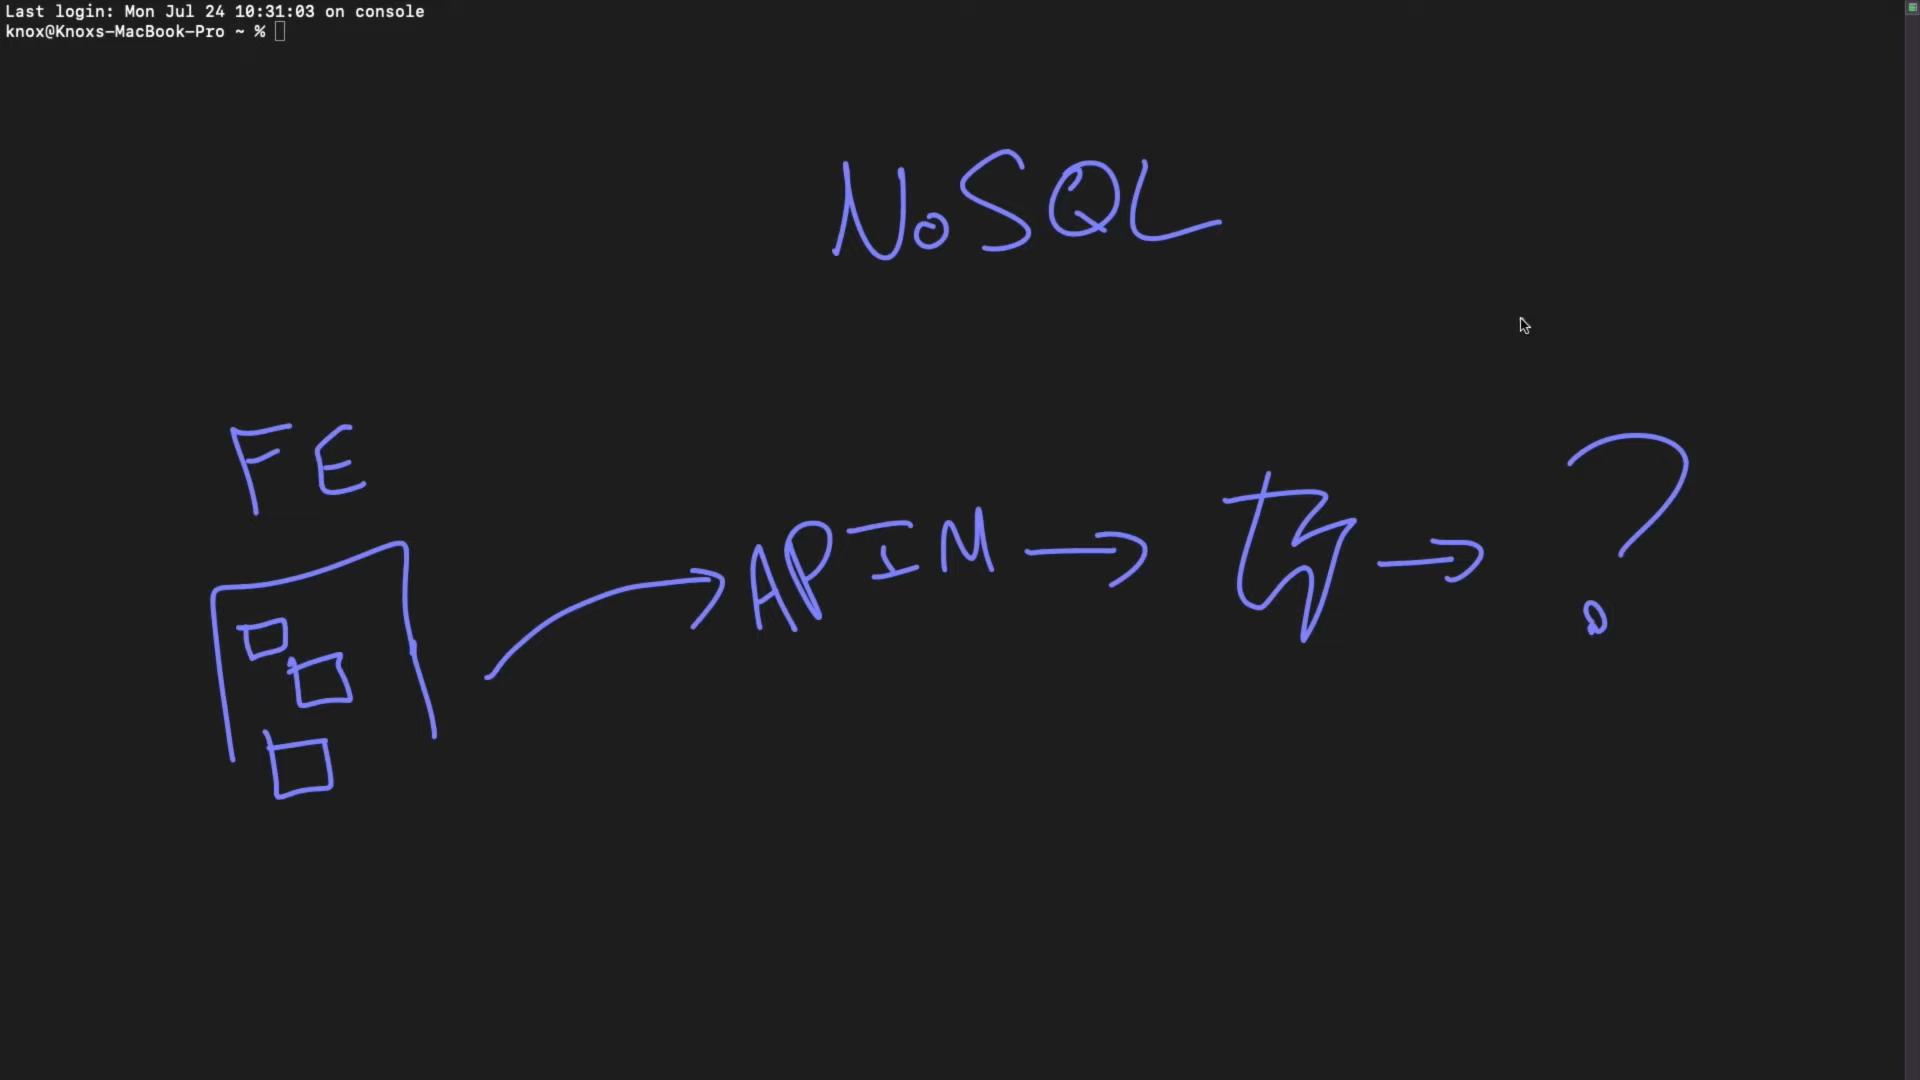 Last login: Mon Jul 24 10:31:03 on console
knox@Knoxs-MacBook-Pro ~ %
NoSQL
FE
APIM
?